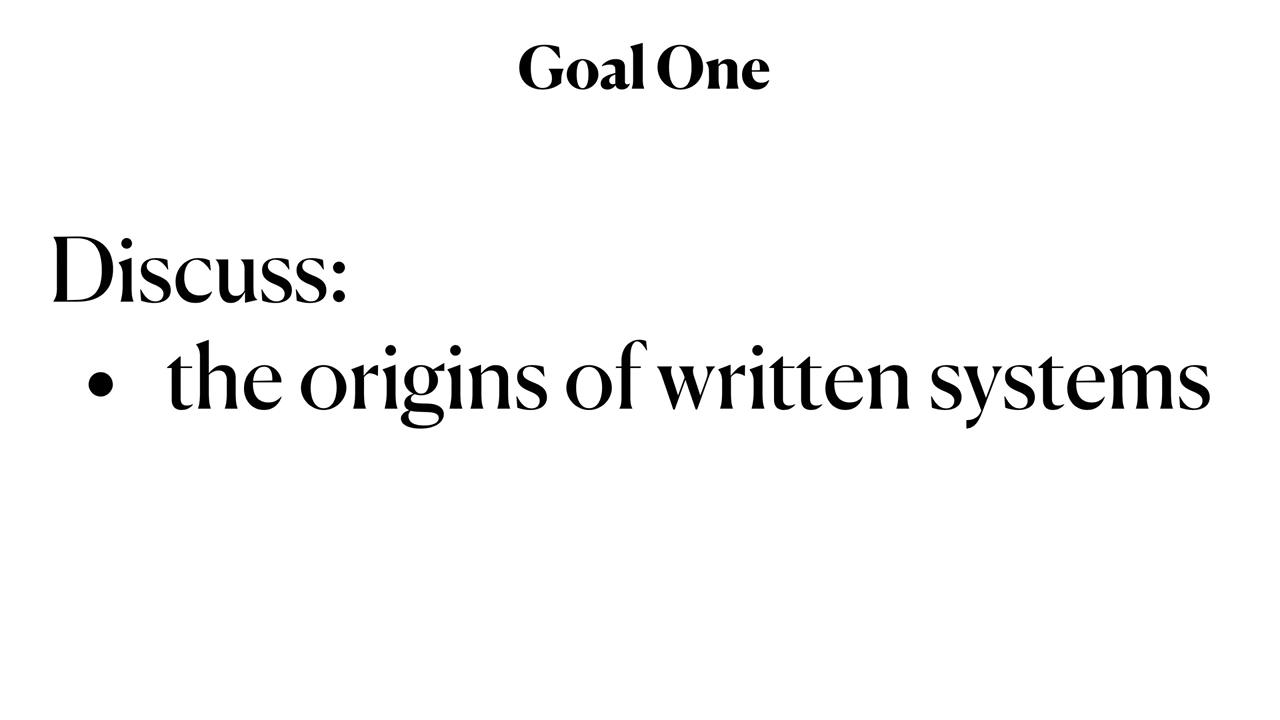 Goal One
Discuss:
• the origins of written systems